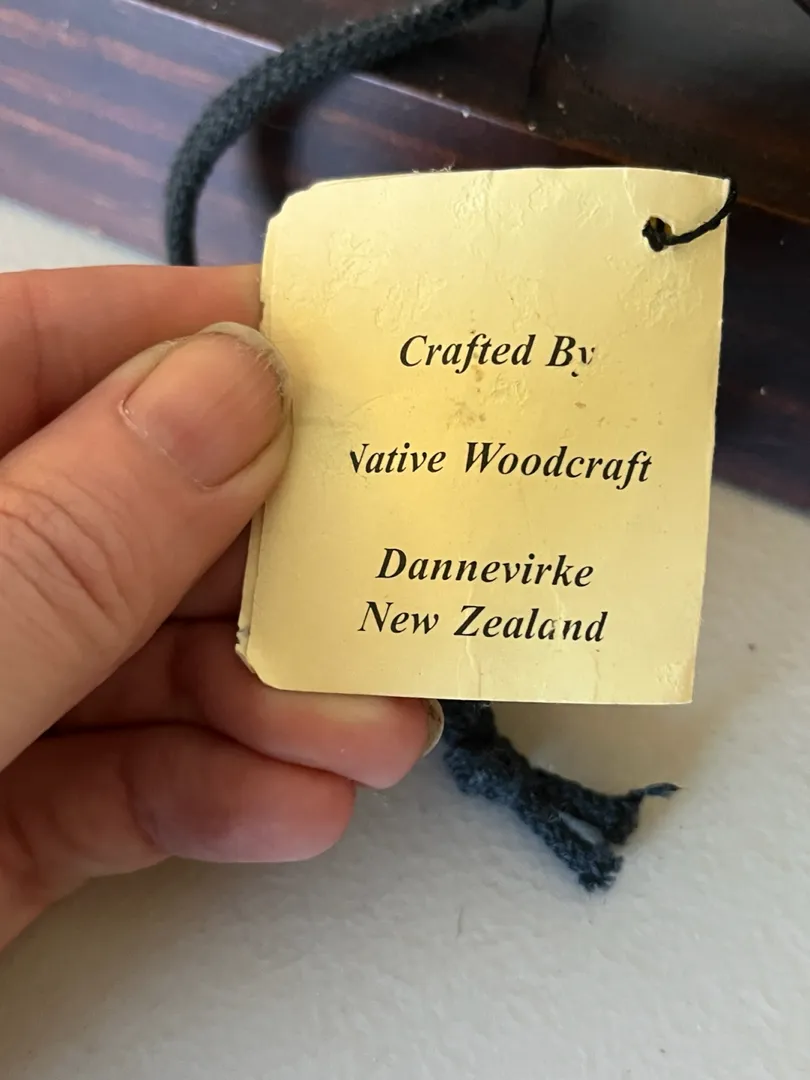 Crafted By
Native Woodcraft
Dannevirke
New Zealand